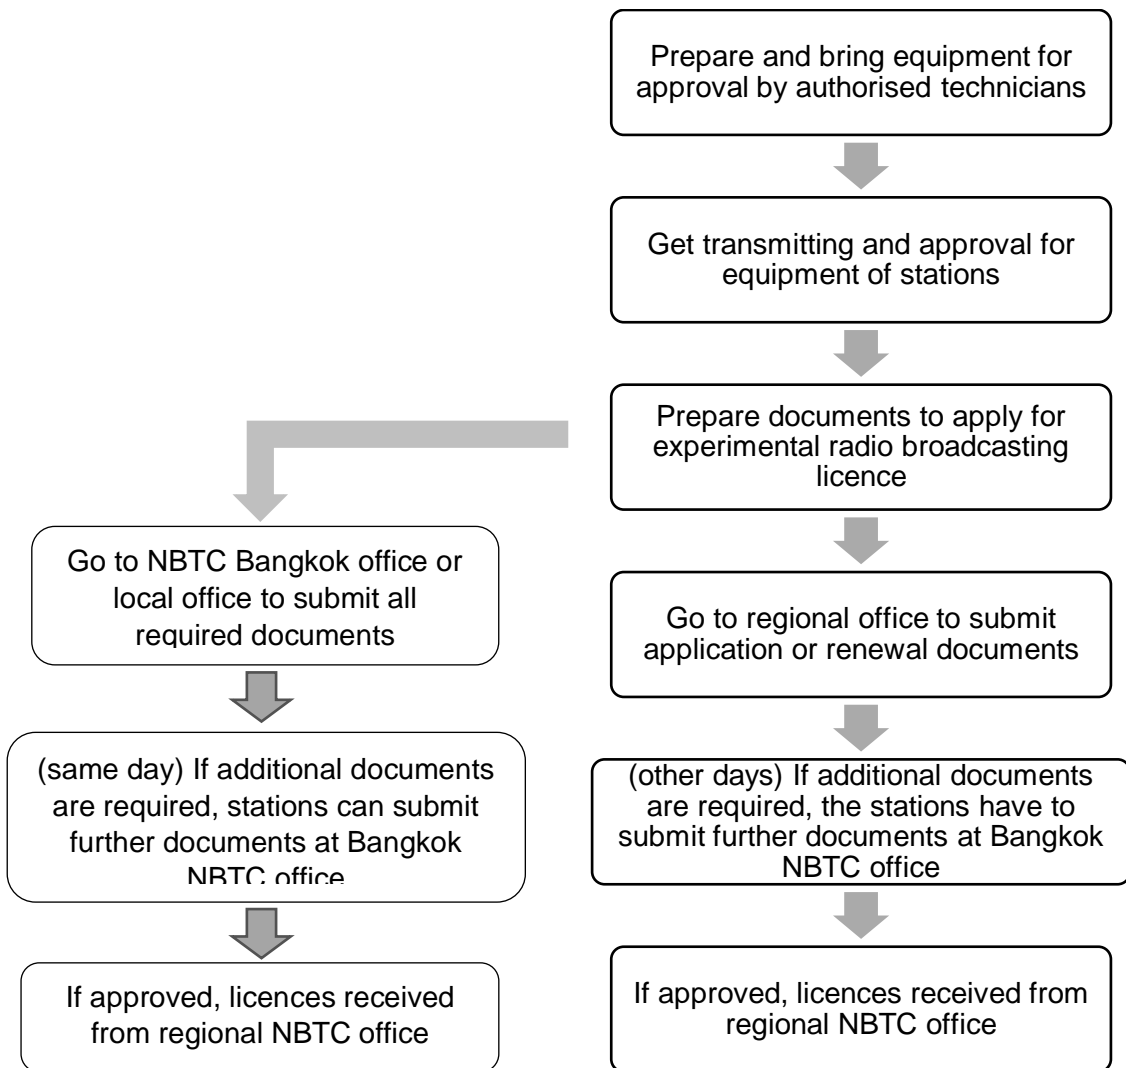 Prepare and bring equipment for
approval by authorised technicians
Get transmitting and approval for
equipment of stations
Prepare documents to apply for
experimental radio broadcasting
licence
Go to NBTC Bangkok office or
local office to submit all
required documents
Go to regional office to submit
application or renewal documents
(same day) If additional documents
are required, stations can submit
further documents at Bangkok
NBTC office
(other days) If additional documents
are required, the stations have to
submit further documents at Bangkok
NBTC office
If approved, licences received
from regional NBTC office
If approved, licences received from
regional NBTC office